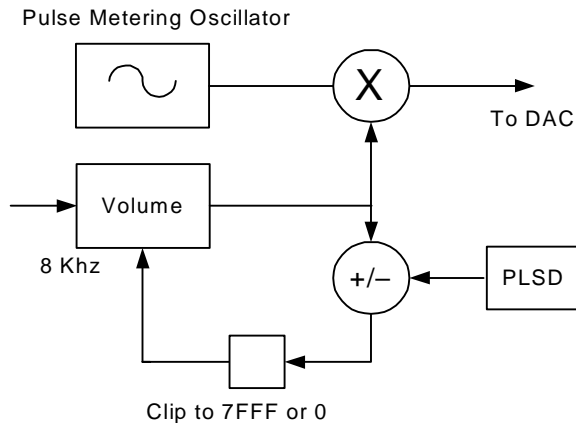 Pulse Metering Oscillator
X
To DAC
Volume
8 Khz
+/–
PLSD
Clip to 7FFF or 0